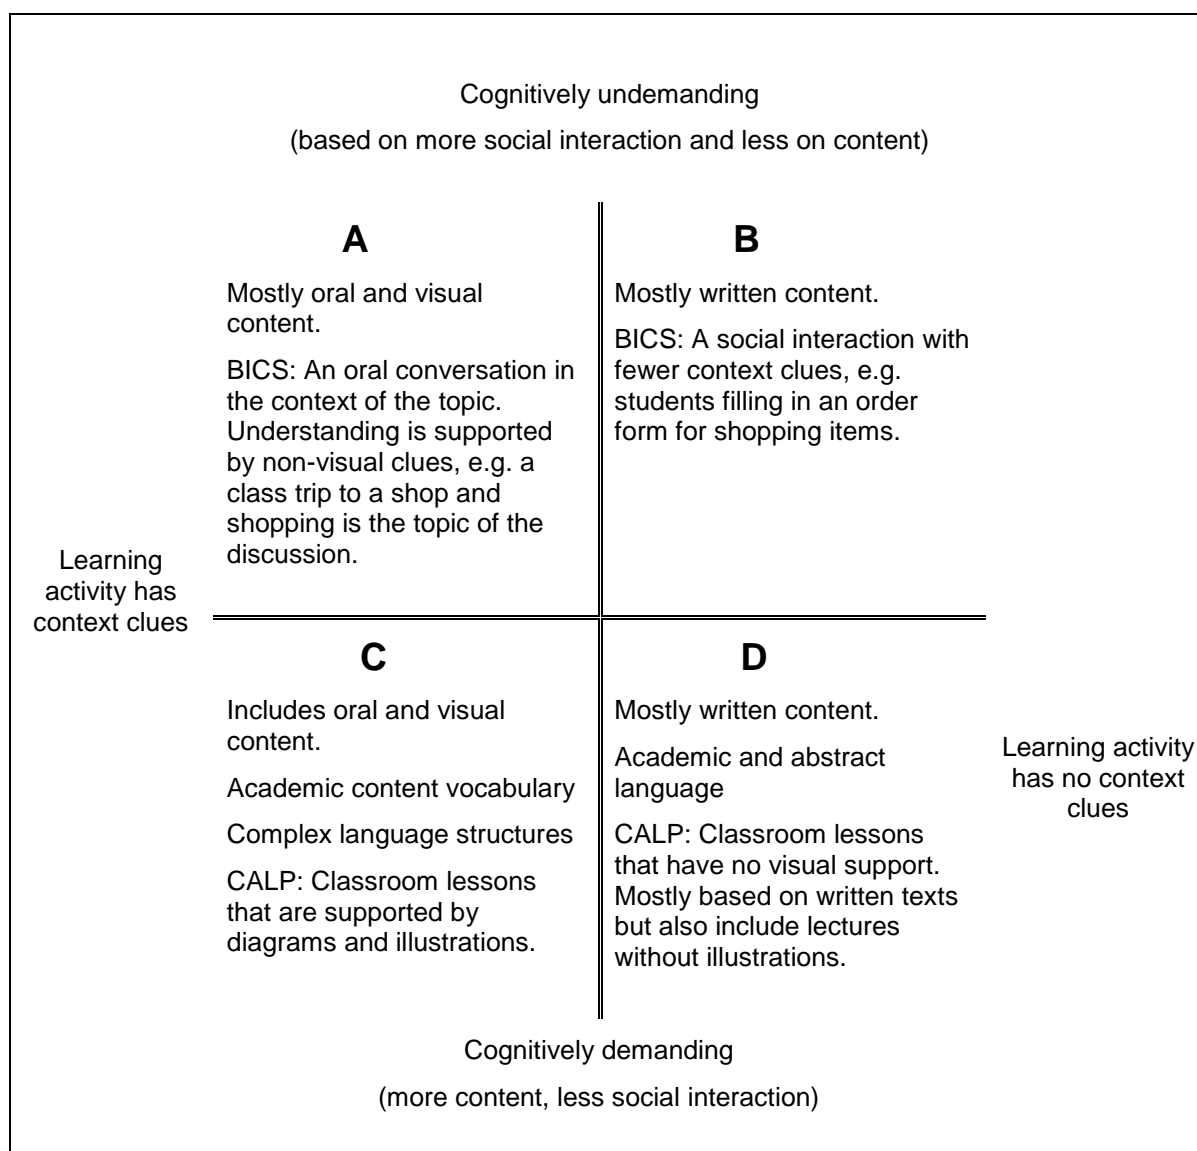 Cognitively undemanding
(based on more social interaction and less on content)
A
Mostly oral and visual
content.
BICS: An oral conversation in
the context of the topic.
Understanding is supported
by non-visual clues, e.g. a
class trip to a shop and
shopping is the topic of the
discussion.
B
Mostly written content.
BICS: A social interaction with
fewer context clues, e.g.
students filling in an order
form for shopping items.
Learning
activity has
context clues
C
Includes oral and visual
content.
Academic content vocabulary
Complex language structures
CALP: Classroom lessons
that are supported by
diagrams and illustrations.
D
Mostly written content.
Academic and abstract
language
CALP: Classroom lessons
that have no visual support.
Mostly based on written texts
but also include lectures
without illustrations.
Learning activity
has no context
clues
Cognitively demanding
(more content, less social interaction)